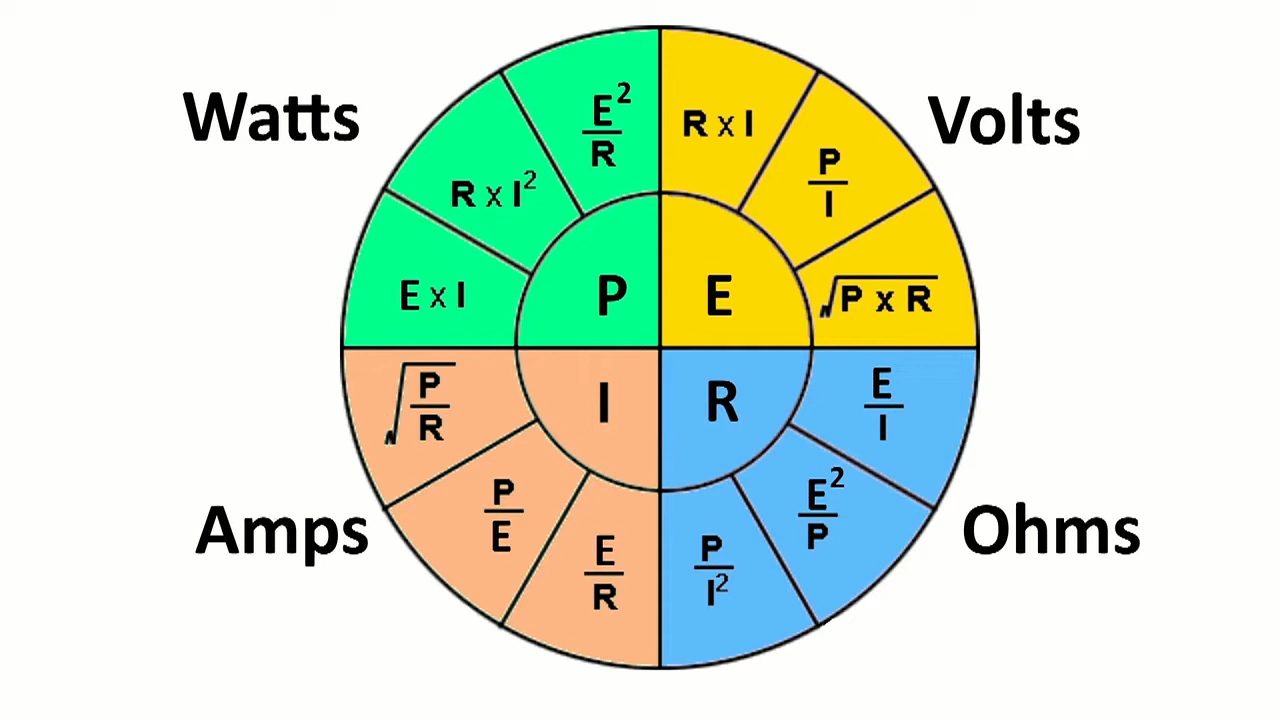 Watts
Volts
E²
R
R x I
P
I
R x I²
E x I
√P x R
P
E
I
R
√P
R
E
I
P
E
E²
P
E
R
P
I²
Amps
Ohms